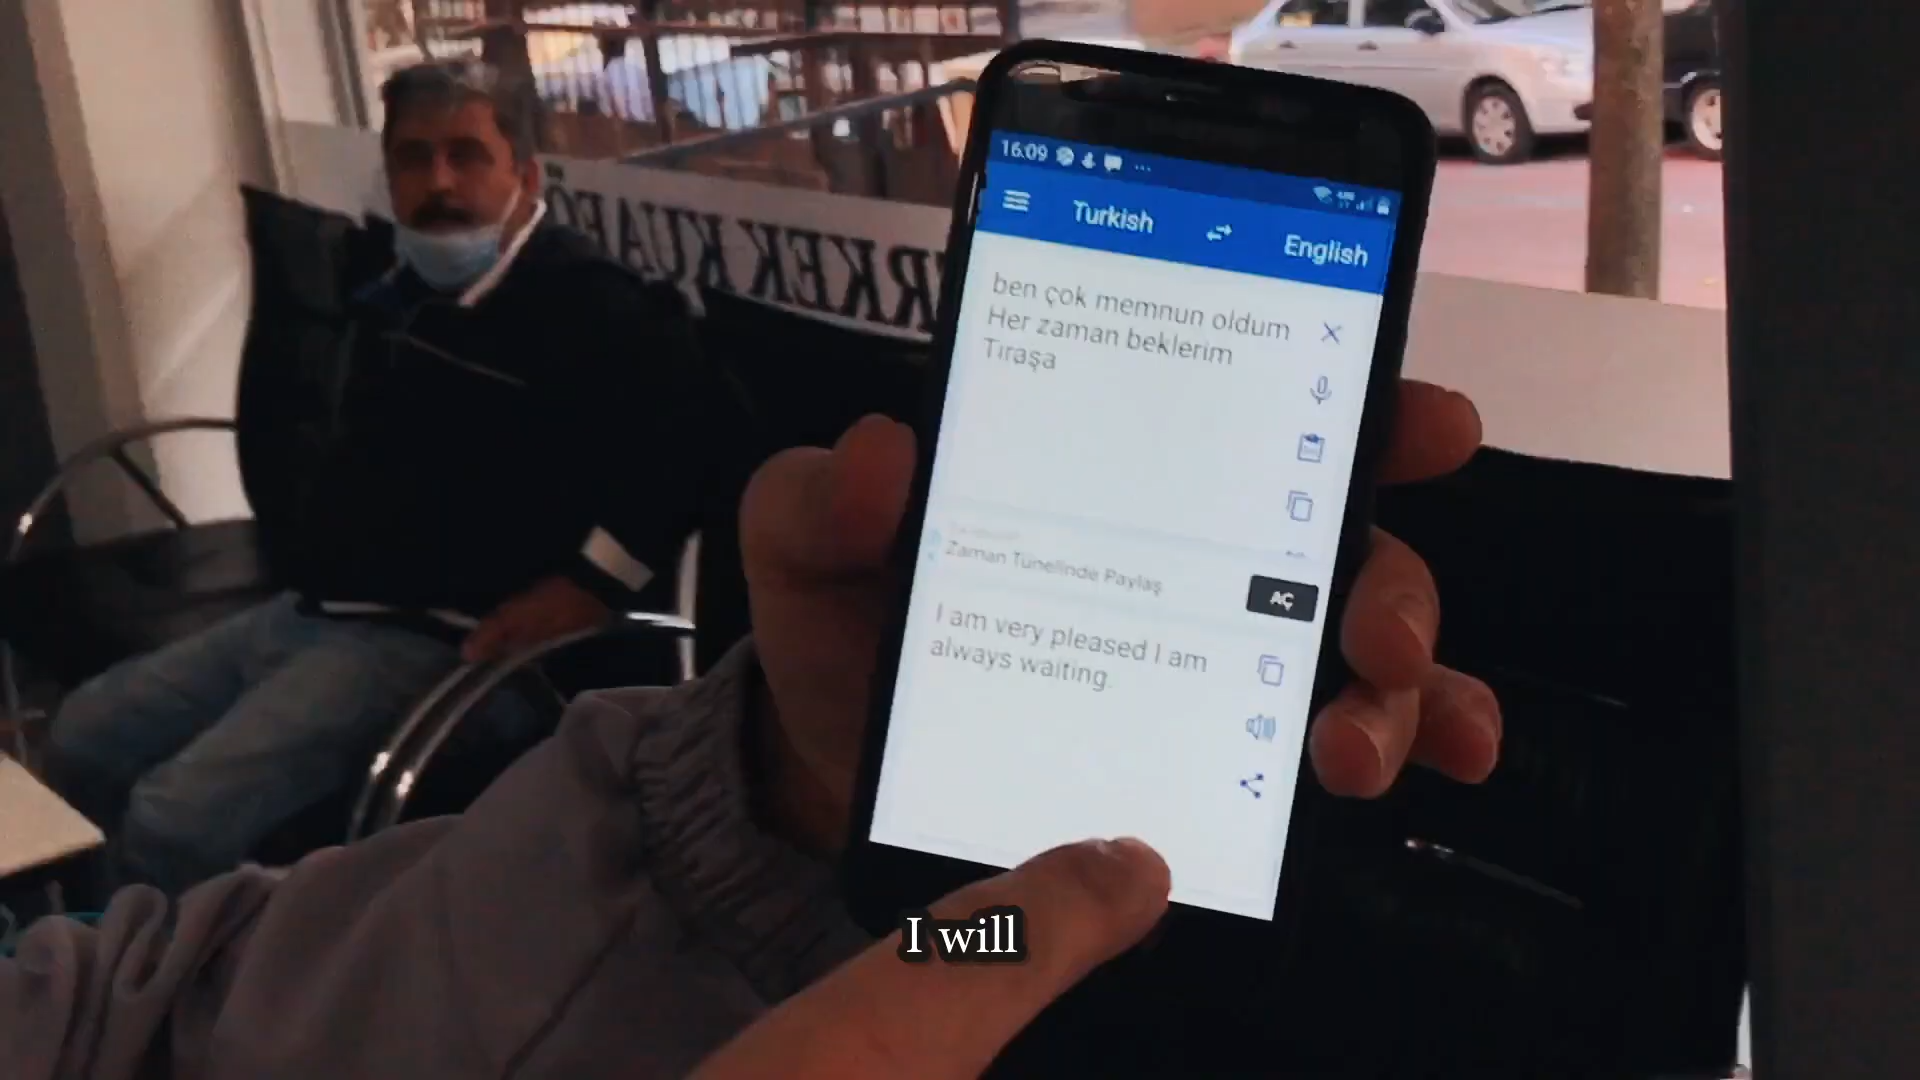 16:09
Turkish
English
ben çok memnun oldum
Her zaman beklerim
Tıraşa
Zaman Tünelinde Paylaş
AÇ
I am very pleased I am
always waiting.
ERKEK KUAFÖ
I will